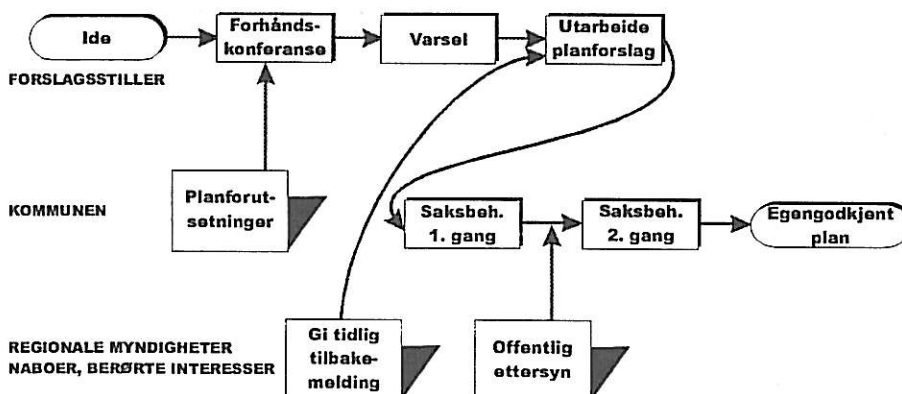 Ide
Forhånds-
konferanse
Varsel
Utarbeide
planforslag
FORSLAGSSTILLER
Planforut-
setninger
KOMMUNEN
Saksbeh.
1. gang
Saksbeh.
2. gang
Egengodkjent
plan
REGIONALE MYNDIGHETER
NABOER, BERØRTE INTERESSER
Gi tidlig
tilbake-
melding
Offentlig
ettersyn